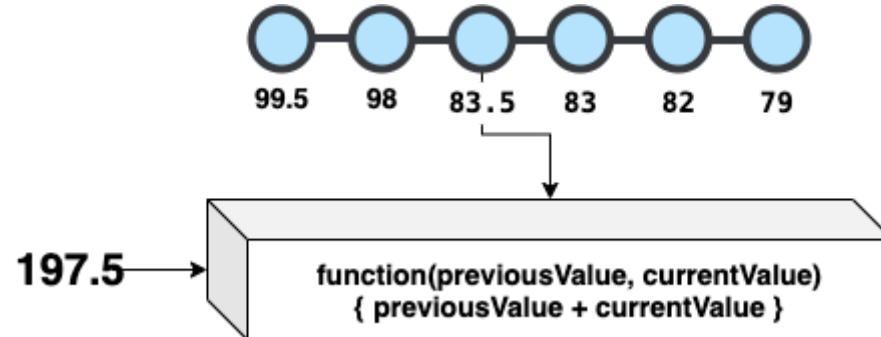 99.5 98 83.5 83 82 79
197.5
function(previousValue, currentValue)
{ previousValue + currentValue }